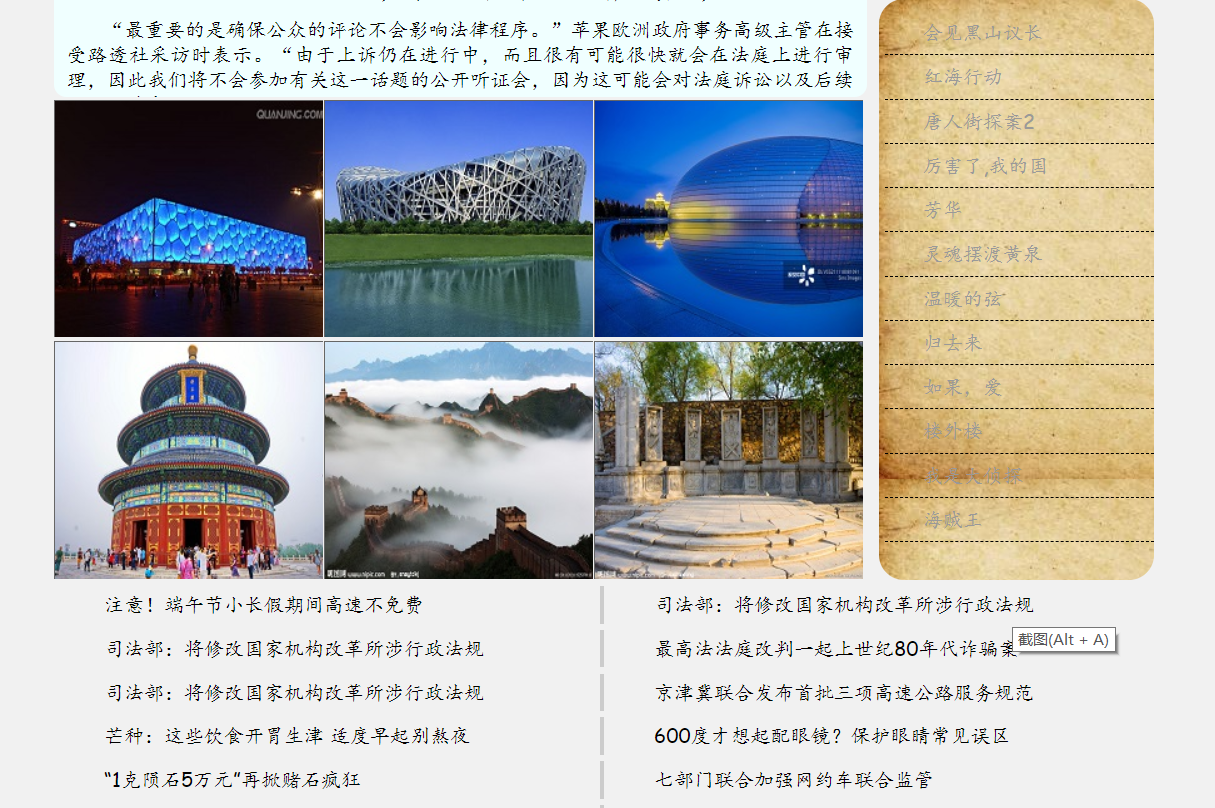 “最重要的是确保公众的评论不会影响法律程序。”苹果欧洲政府事务高级主管在接
受路透社采访时表示。“由于上诉仍在进行中，而且很有可能很快就会在法庭上进行审
理，因此我们将不会参加有关这一话题的公开听证会，因为这可能会对法庭诉讼以及后续
QUANJING.COM
会见黑山议长
红海行动
唐人街探案2
厉害了,我的国
芳华
灵魂摆渡黄泉
温暖的弦
归去来
如果，爱
楼外楼
海贼王
注意！端午节小长假期间高速不免费
司法部：将修改国家机构改革所涉行政法规
司法部：将修改国家机构改革所涉行政法规
芒种：这些饮食开胃生津 适度早起别熬夜
“1克陨石5万元”再掀赌石疯狂
司法部：将修改国家机构改革所涉行政法规
最高法法庭改判一起上世纪80年代诈骗案
截图(Alt + A)
京津冀联合发布首批三项高速公路服务规范
600度才想起配眼镜？保护眼睛常见误区
七部门联合加强网约车联合监管